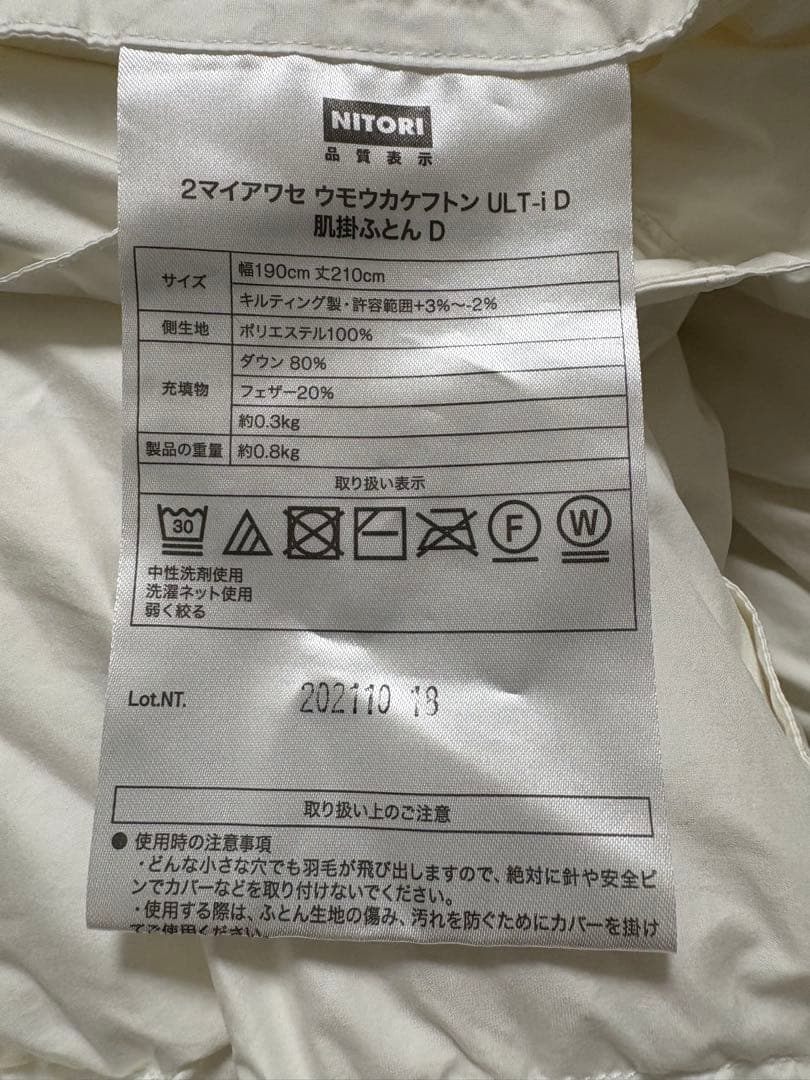 NITORI
品質表示
2マイアワセ ウモウカケフトン ULT-i D
肌掛ふとん D
サイズ 幅190cm 丈210cm
キルティング製・許容範囲+3%〜-2%
側生地 ポリエステル100%
充填物 ダウン 80%
フェザー20%
約0.3kg
製品の重量 約0.8kg
取り扱い表示
30 F W
中性洗剤使用
洗濯ネット使用
弱く絞る
Lot.NT. 202110 18
取り扱い上のご注意
● 使用時の注意事項
・どんな小さな穴でも羽毛が飛び出しますので、絶対に針や安全ピ
ンでカバーなどを取り付けないでください。
・使用する際は、ふとん生地の傷み、汚れを防ぐためにカバーを掛け
てご使用ください。